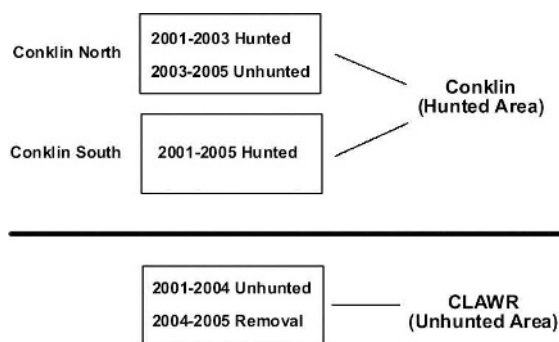 Conklin North
2001-2003 Hunted
2003-2005 Unhunted
Conklin
(Hunted Area)
Conklin South
2001-2005 Hunted
2001-2004 Unhunted
2004-2005 Removal
CLAWR
(Unhunted Area)